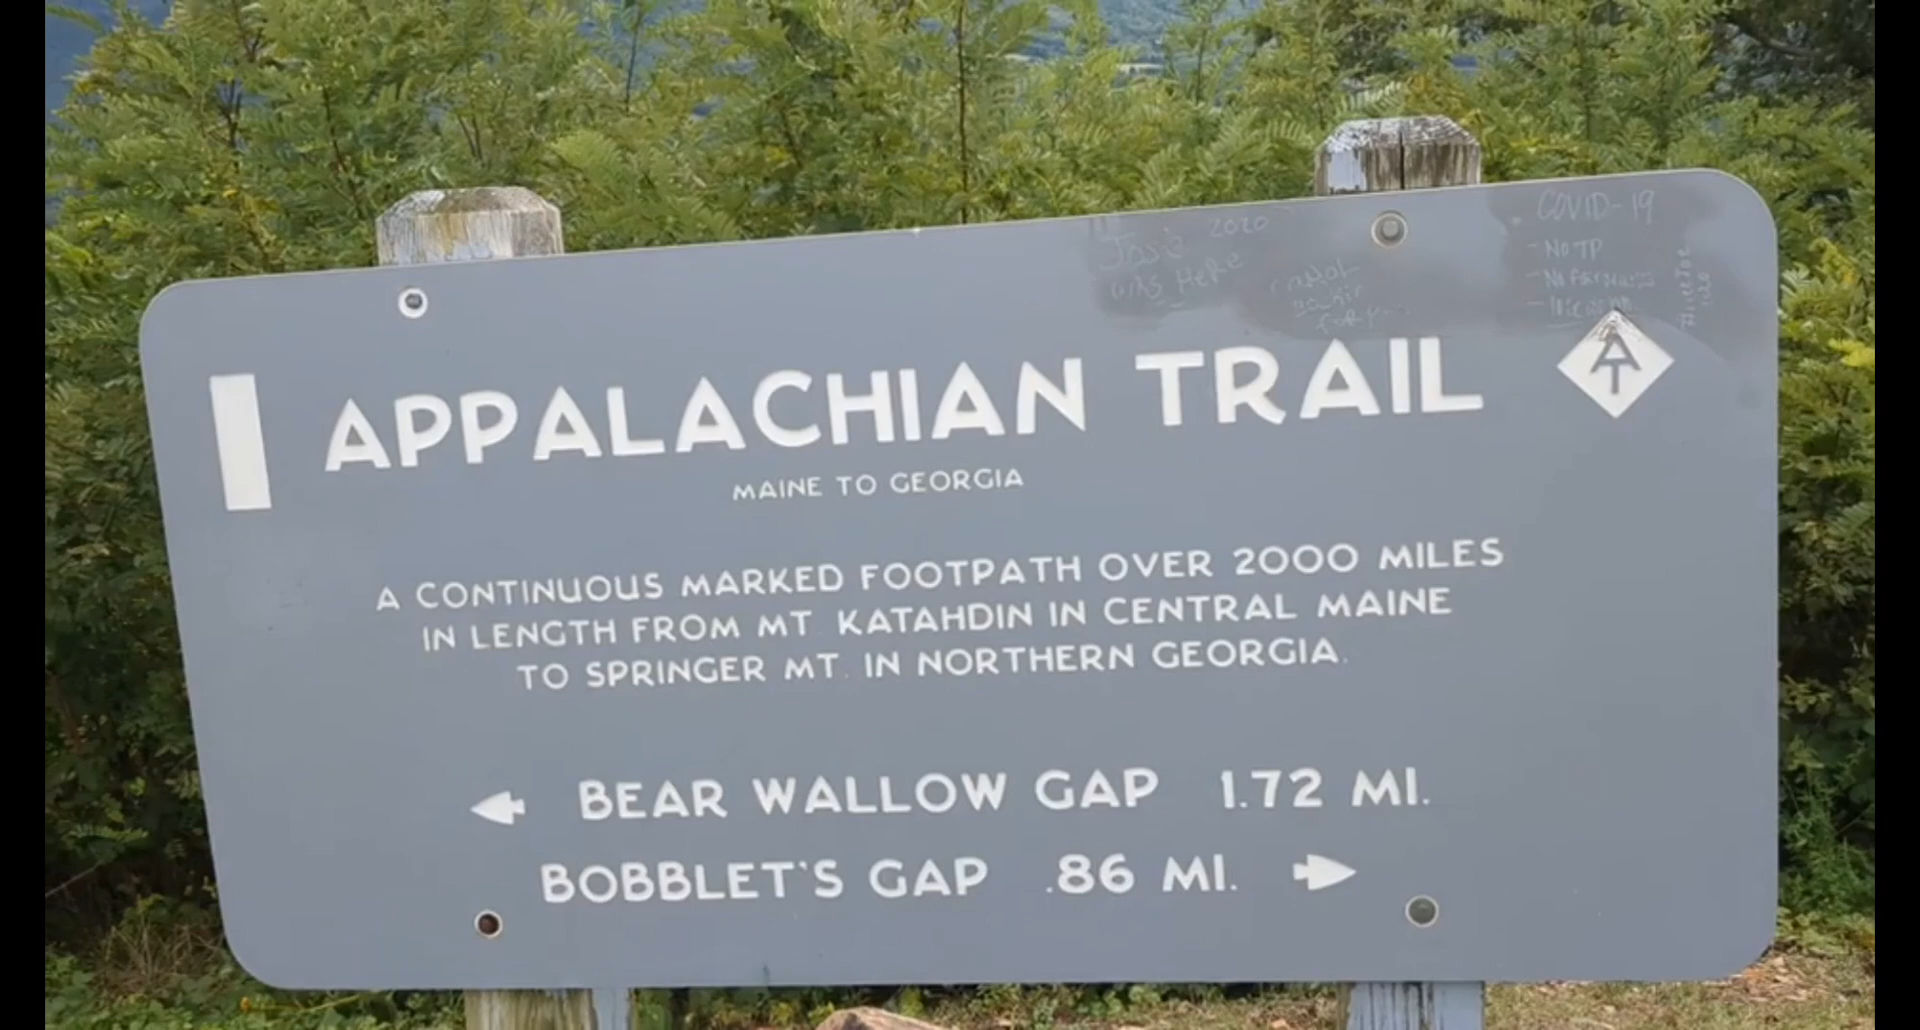 2020
Jose
was Here
COVID-19
- No TP
APPALACHIAN TRAIL
AT
MAINE TO GEORGIA
A CONTINUOUS MARKED FOOTPATH OVER 2000 MILES
IN LENGTH FROM MT. KATAHDIN IN CENTRAL MAINE
TO SPRINGER MT. IN NORTHERN GEORGIA.
BEAR WALLOW GAP 1.72 MI.
BOBBLET'S GAP .86 MI.